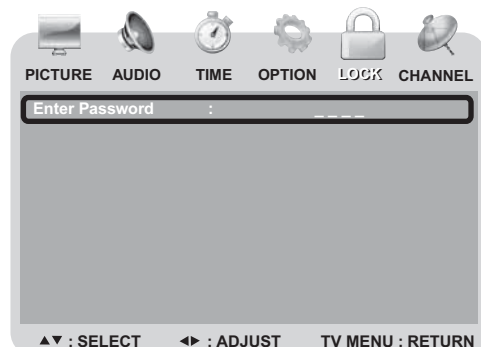 PICTURE AUDIO TIME OPTION LOCK CHANNEL
Enter Password : _ _ _ _
▲▼ : SELECT ◄► : ADJUST TV MENU : RETURN